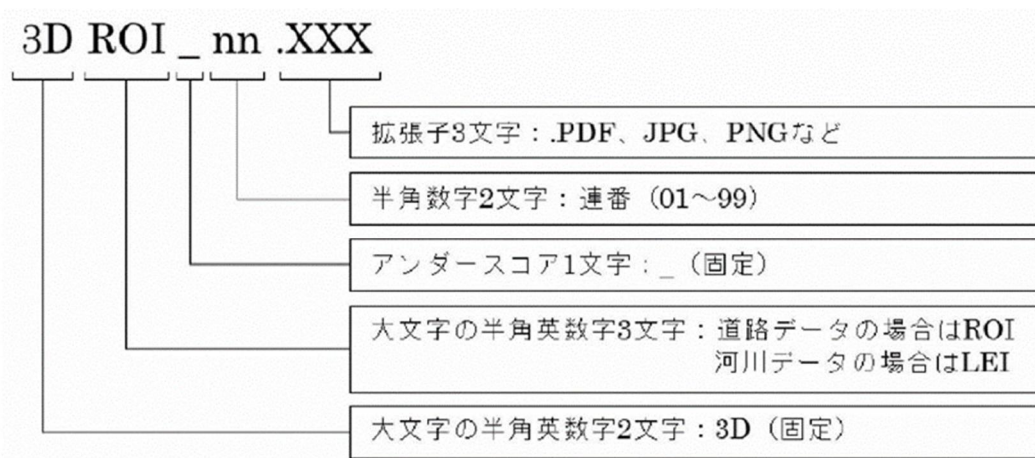 3D ROI _ nn .XXX
拡張子3文字：.PDF、JPG、PNGなど
半角数字2文字：連番（01～99）
アンダースコア1文字：_（固定）
大文字の半角英数字3文字：道路データの場合はROI
河川データの場合はLEI
大文字の半角英数字2文字：3D（固定）